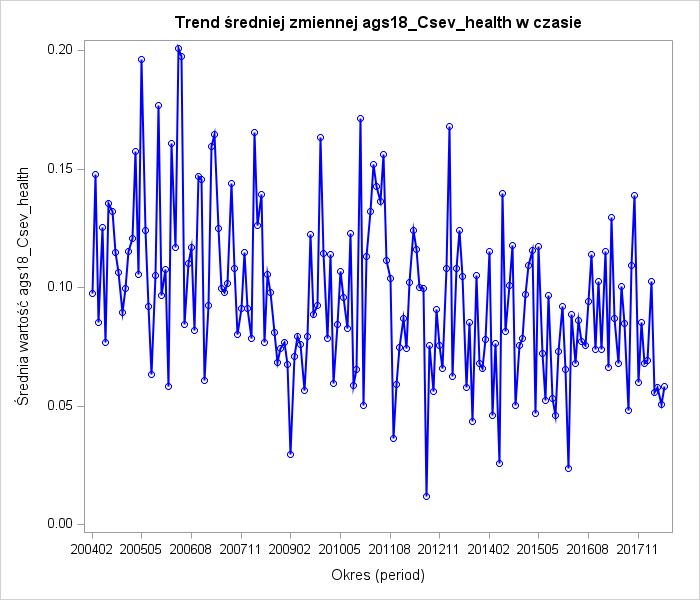 Trend średniej zmiennej ags18_Csev_health w czasie
Średnia wartość ags18_Csev_health
0.20
0.15
0.10
0.05
0.00
200402 200505 200608 200711 200902 201005 201108 201211 201402 201505 201608 201711
Okres (period)